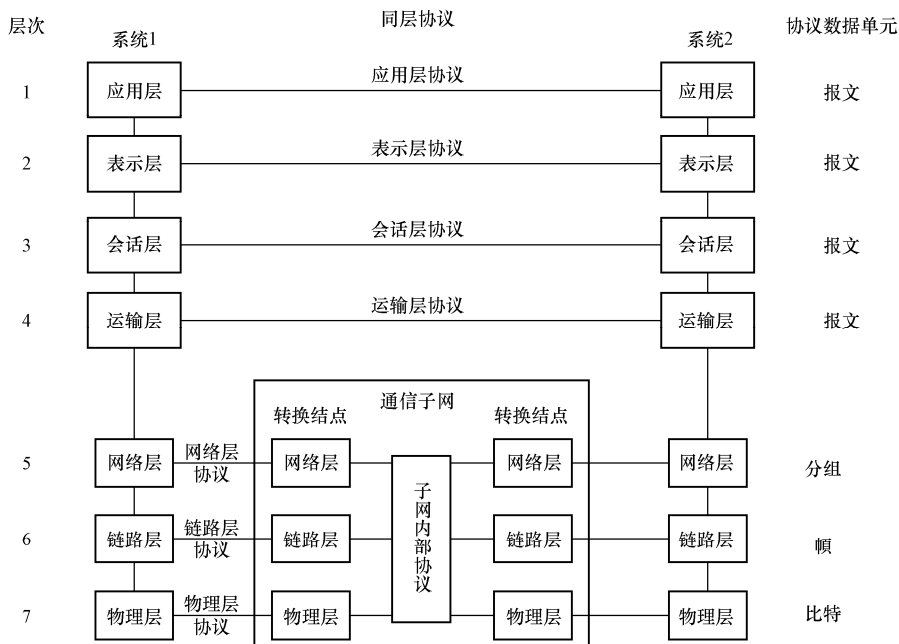 层次
同层协议
协议数据单元
系统1
系统2
1
应用层
应用层协议
应用层
报文
2
表示层
表示层协议
表示层
报文
3
会话层
会话层协议
会话层
报文
4
运输层
运输层协议
运输层
报文
通信子网
转换结点
转换结点
5
网络层
网络层
协议
网络层
网络层
网络层
分组
子网内部协议
6
链路层
链路层
协议
链路层
链路层
链路层
帧
7
物理层
物理层
协议
物理层
物理层
物理层
比特